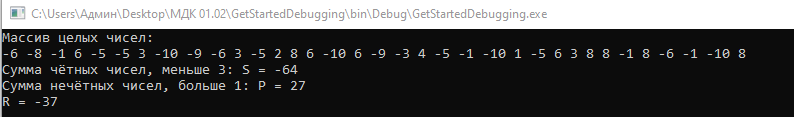 C:\Users\Админ\Desktop\МДК 01.02\GetStartedDebugging\bin\Debug\GetStartedDebugging.exe
Массив целых чисел:
-6 -8 -1 6 -5 -5 3 -10 -9 -6 3 -5 2 8 6 -10 6 -9 -3 4 -5 -1 -10 1 -5 6 3 8 8 -1 8 -6 -1 -10 8
Сумма чётных чисел, меньше 3: S = -64
Сумма нечётных чисел, больше 1: P = 27
R = -37